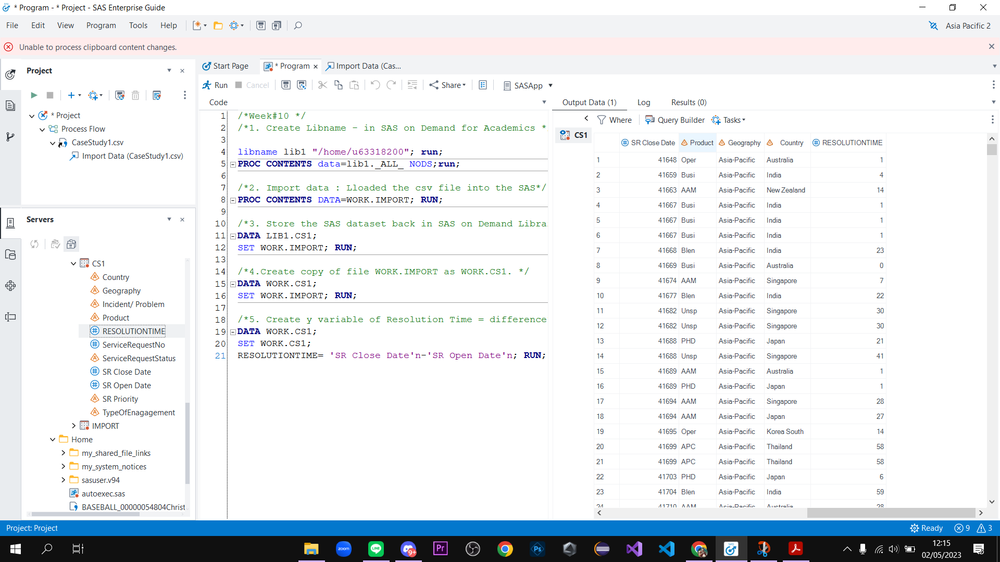 * Program - * Project - SAS Enterprise Guide
File Edit View Program Tools Help
Asia Pacific 2
Unable to process clipboard content changes.
Project
* Project
Process Flow
CaseStudy1.csv
Import Data (CaseStudy1.csv)
Servers
CS1
Country
Geography
Incident/ Problem
Product
RESOLUTIONTIME
ServiceRequestNo
ServiceRequestStatus
SR Close Date
SR Open Date
SR Priority
TypeOfEnagagement
IMPORT
Home
my_shared_file_links
my_system_notices
sasuser.v94
autoexec.sas
BASEBALL_00000054804Christ
Start Page * Program Import Data (Cas...
Run Cancel Share SASApp
Code
1 /*Week#10 */
2 /*1. Create Libname - in SAS on Demand for Academics *
3
4 libname lib1 "/home/u63318200"; run;
5 PROC CONTENTS data=lib1._ALL_ NODS;run;
6
7 /*2. Import data : Lloaded the csv file into the SAS*/
8 PROC CONTENTS DATA=WORK.IMPORT; RUN;
9
10 /*3. Store the SAS dataset back in SAS on Demand Libra
11 DATA LIB1.CS1;
12 SET WORK.IMPORT; RUN;
13
14 /*4.Create copy of file WORK.IMPORT as WORK.CS1. */
15 DATA WORK.CS1;
16 SET WORK.IMPORT; RUN;
17
18 /*5. Create y variable of Resolution Time = difference
19 DATA WORK.CS1;
20 SET WORK.CS1;
21 RESOLUTIONTIME= 'SR Close Date'n-'SR Open Date'n; RUN;
Output Data (1) Log Results (0)
Where Query Builder Tasks
CS1
SR Close Date Product Geography Country RESOLUTIONTIME
1 41648 Oper Asia-Pacific Australia 1
2 41659 Busi Asia-Pacific India 4
3 41663 AAM Asia-Pacific New Zealand 14
4 41667 Busi Asia-Pacific India 1
5 41667 Busi Asia-Pacific India 1
6 41667 Busi Asia-Pacific India 1
7 41668 Blen Asia-Pacific India 23
8 41669 Busi Asia-Pacific Australia 0
9 41674 AAM Asia-Pacific Singapore 7
10 41677 Blen Asia-Pacific India 22
11 41682 Unsp Asia-Pacific Singapore 30
12 41682 Unsp Asia-Pacific Singapore 30
13 41688 PHD Asia-Pacific Japan 21
14 41688 Unsp Asia-Pacific Singapore 41
15 41689 AAM Asia-Pacific Australia 1
16 41689 PHD Asia-Pacific Japan 1
17 41694 AAM Asia-Pacific Singapore 28
18 41694 AAM Asia-Pacific Japan 27
19 41695 Oper Asia-Pacific Korea South 14
20 41699 APC Asia-Pacific Thailand 58
21 41699 APC Asia-Pacific Thailand 58
22 41703 PHD Asia-Pacific Japan 6
23 41704 Blen Asia-Pacific India 59
24 41710 AAM Asia-Pacific Australia 28
Project: Project
Ready 9 3
zoom LINE 9+ Pr Ps SAS
12:15
02/05/2023